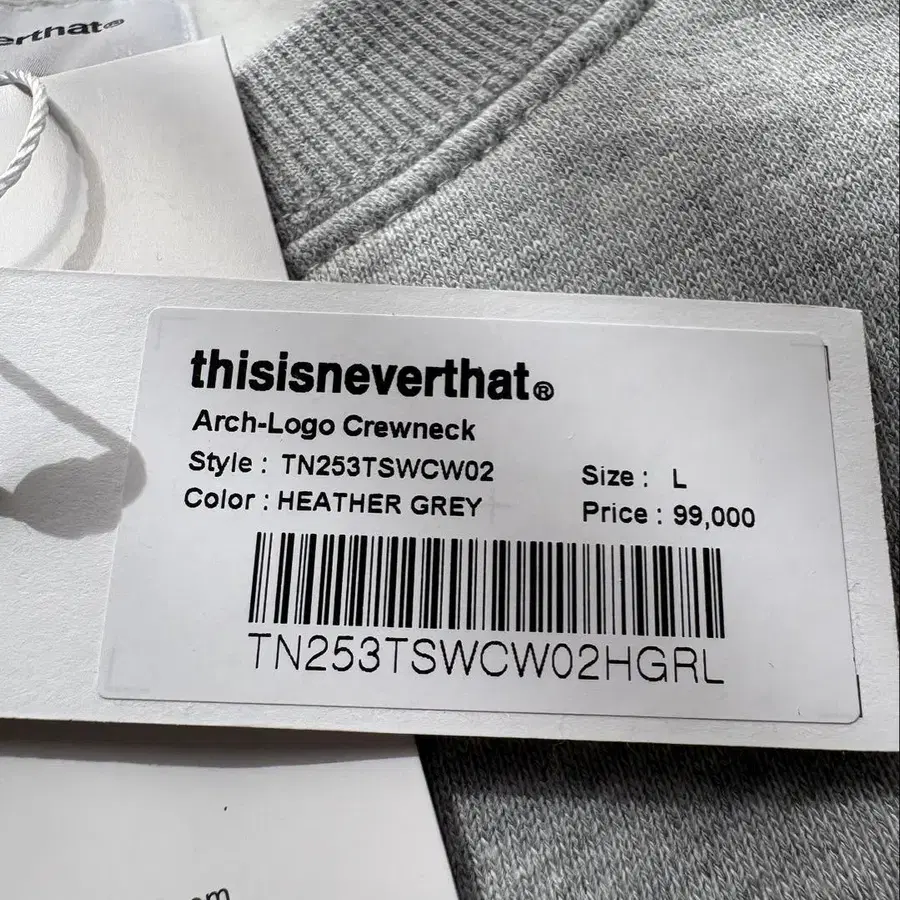 erthat®
thisisneverthat®
Arch-Logo Crewneck
Style : TN253TSWCW02
Size : L
Color : HEATHER GREY
Price : 99,000
TN253TSWCW02HGRL